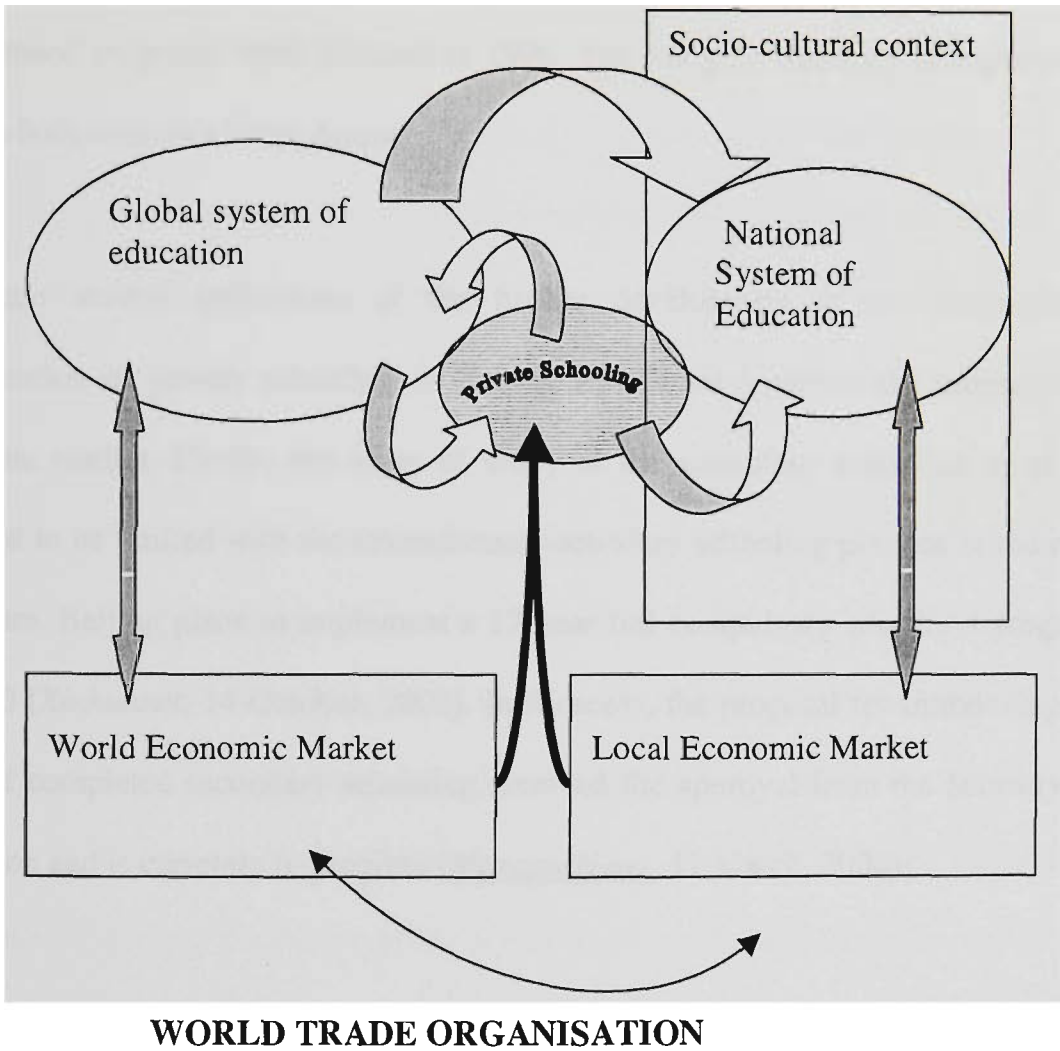 Socio-cultural context
Global system of
education
National
System of
Education
Private Schooling
World Economic Market
Local Economic Market
WORLD TRADE ORGANISATION